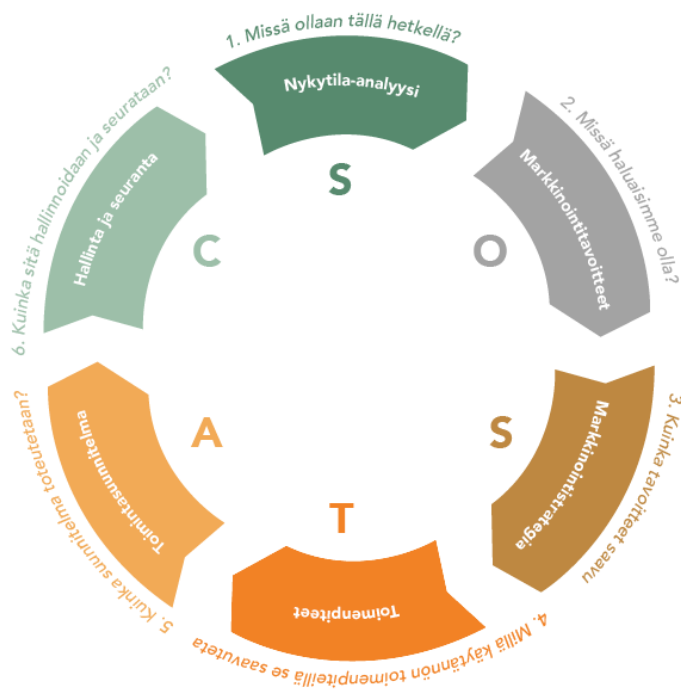 1. Missä ollaan tällä hetkellä?
Nykytila-analyysi
S
2. Missä haluaisimme olla?
Markkinointitavoitteet
O
3. Kuinka tavoitteet saavu
Markkinointistrategia
S
4. Millä käytännön toimenpiteillä se saavuteta
Toimenpiteet
T
5. Kuinka suunnitelma toteutetaan?
Toimintasuunnitelma
A
6. Kuinka sitä hallinnoidaan ja seurataan?
Hallinta ja seuranta
C